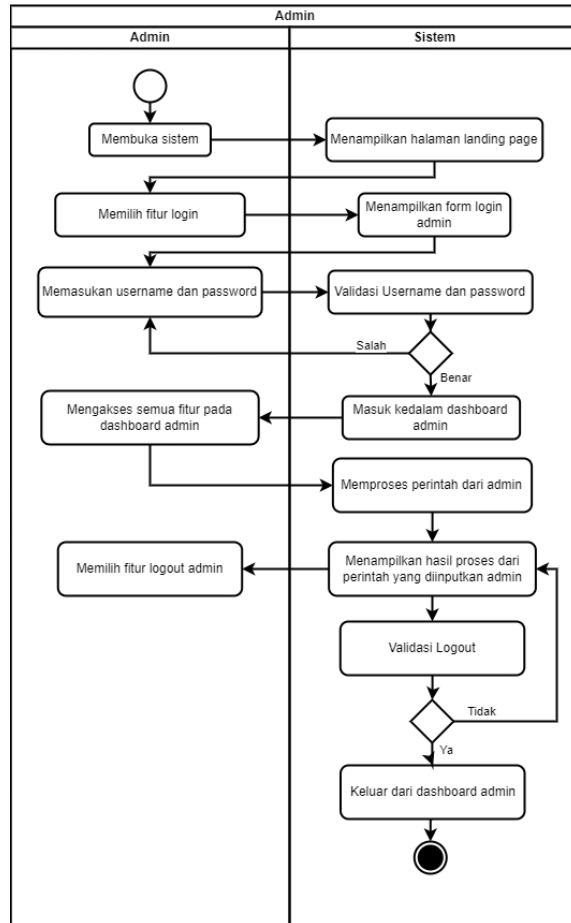 Admin
Admin
Sistem
Membuka sistem
Menampilkan halaman landing page
Memilih fitur login
Menampilkan form login
admin
Memasukan username dan password
Validasi Username dan password
Salah
Benar
Mengakses semua fitur pada
dashboard admin
Masuk kedalam dashboard
admin
Memproses perintah dari admin
Memilih fitur logout admin
Menampilkan hasil proses dari
perintah yang diinputkan admin
Validasi Logout
Tidak
Ya
Keluar dari dashboard admin